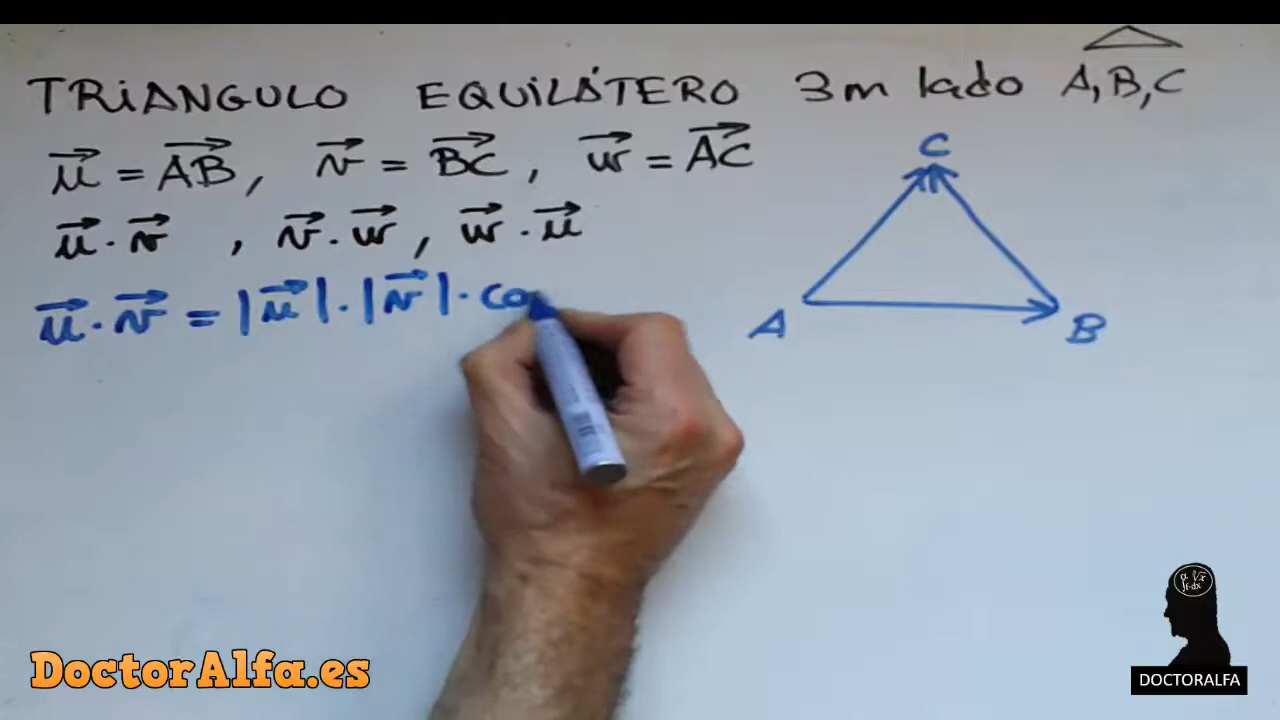 TRiANGULO EQUILÁTERO 3m lado A,B,C
u = AB, v = BC, w = AC
u · v , v · w , w · u
u · v = |u| · |v| · co
C
A
B
DoctorAlfa.es
DOCTORALFA